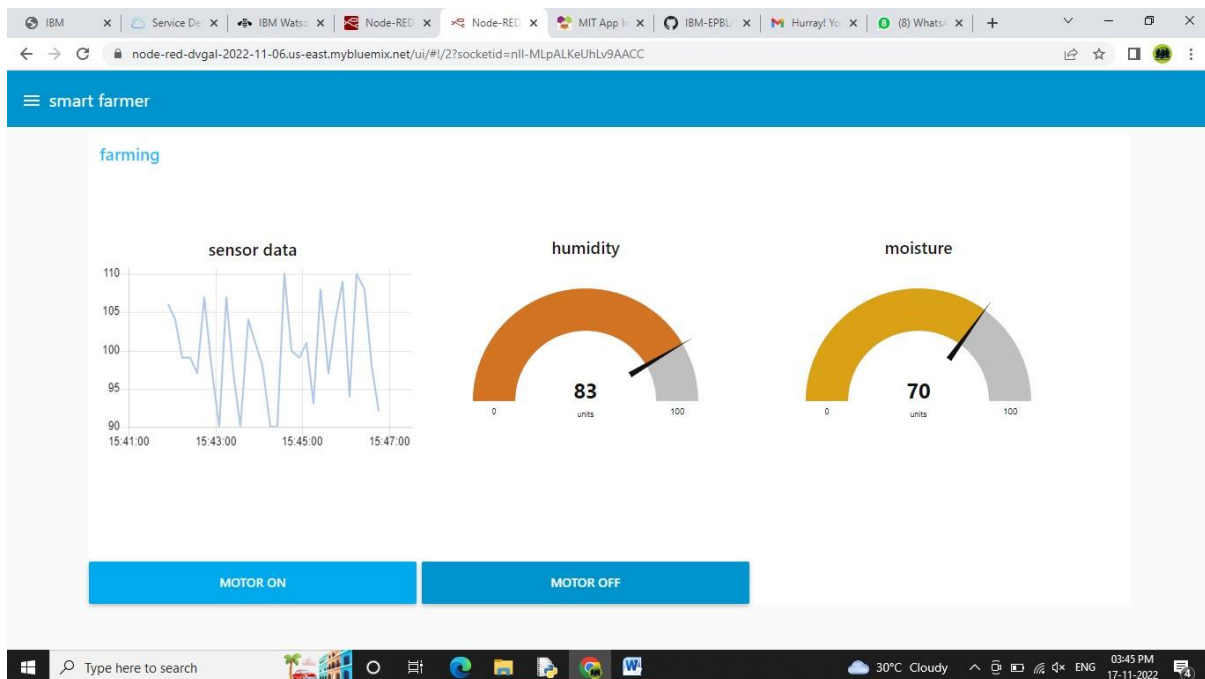 IBM
Service De
IBM Watso
Node-RED
Node-RED
MIT App In
IBM-EPBL/
Hurray! Yo
(8) WhatsA
node-red-dvgal-2022-11-06.us-east.mybluemix.net/ui/#!/2?socketid=nlI-MLpALKeUhLv9AACC
smart farmer
farming
sensor data
110
105
100
95
90
15:41:00 15:43:00 15:45:00 15:47:00
humidity
83
units
0 100
moisture
70
units
0 100
MOTOR ON
MOTOR OFF
Type here to search
30°C Cloudy
ENG
03:45 PM
17-11-2022
4